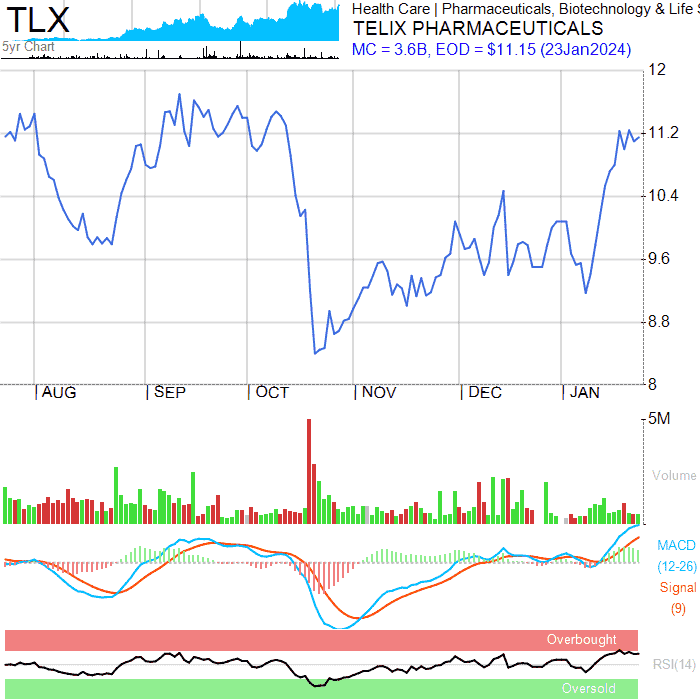 TLX
Health Care | Pharmaceuticals, Biotechnology & Life S
TELIX PHARMACEUTICALS
MC = 3.6B, EOD = $11.15 (23Jan2024)
5yr Chart
12
11.2
10.4
9.6
8.8
8
AUG
SEP
OCT
NOV
DEC
JAN
5M
Volume
MACD
(12-26)
Signal
(9)
Overbought
RSI(14)
Oversold